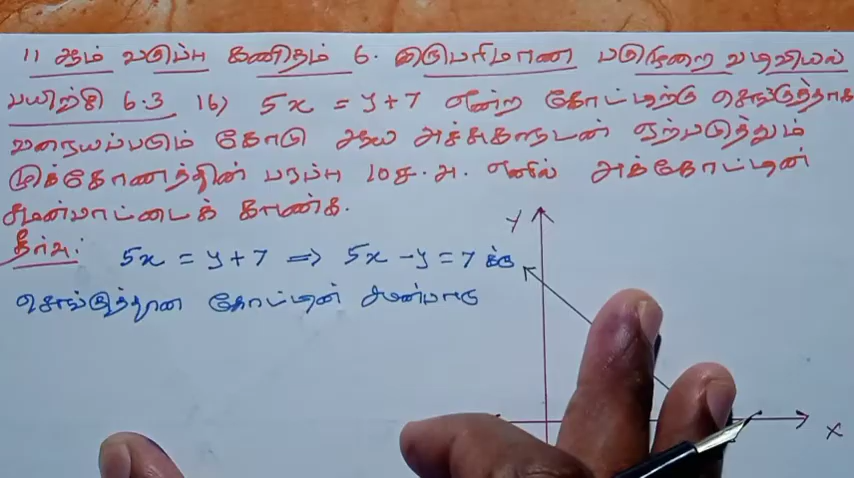 11 ஆம் வகுப்பு கணிதம் 6. இருபரிமாண பகுமுறை வடிவியல்
பயிற்சி 6.3 16) 5x = y + 7 என்ற கோட்டிற்கு செங்குத்தாக
வரையப்படும் கோடு ஆய அச்சுகளுடன் ஏற்படுத்தும்
முக்கோணத்தின் பரப்பு 10 ச. அ. எனில் அக்கோட்டின்
சமன்பாட்டைக் காண்க.
தீர்வு: 5x = y + 7 ⇒ 5x - y = 7 க்கு
செங்குத்தான கோட்டின் சமன்பாடு
y
x